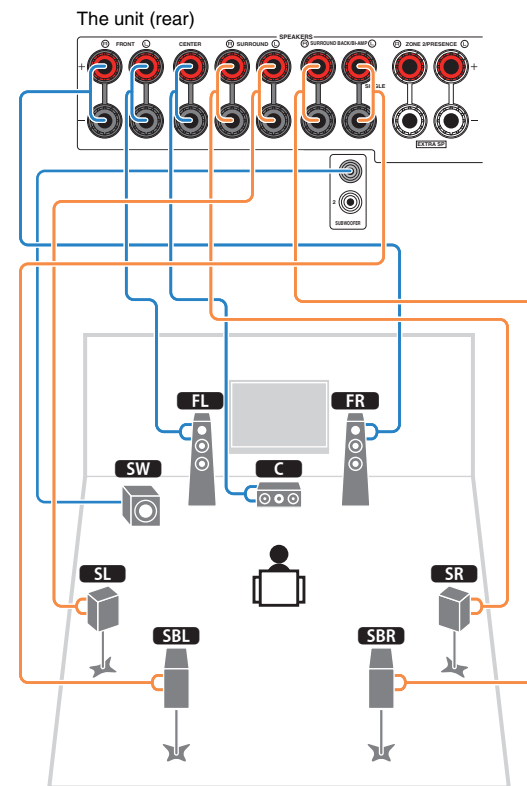 The unit (rear)
SPEAKERS
R FRONT L CENTER R SURROUND L R SURROUND BACK/BI-AMP L R ZONE 2/PRESENCE L
+ +
SINGLE
- -
EXTRA SP
2
SUBWOOFER
FL FR
SW C
SL SR
SBL SBR